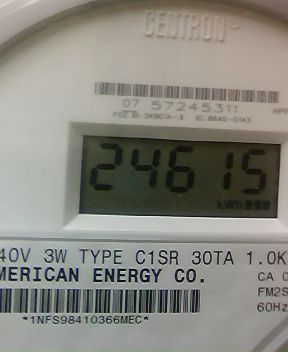 CENTRON®
07 57245311
24615
kWh
40V 3W TYPE C1SR 30TA 1.0K
MERICAN ENERGY CO.
CA 0
FM2S
60Hz
*1NFS98410366MEC*